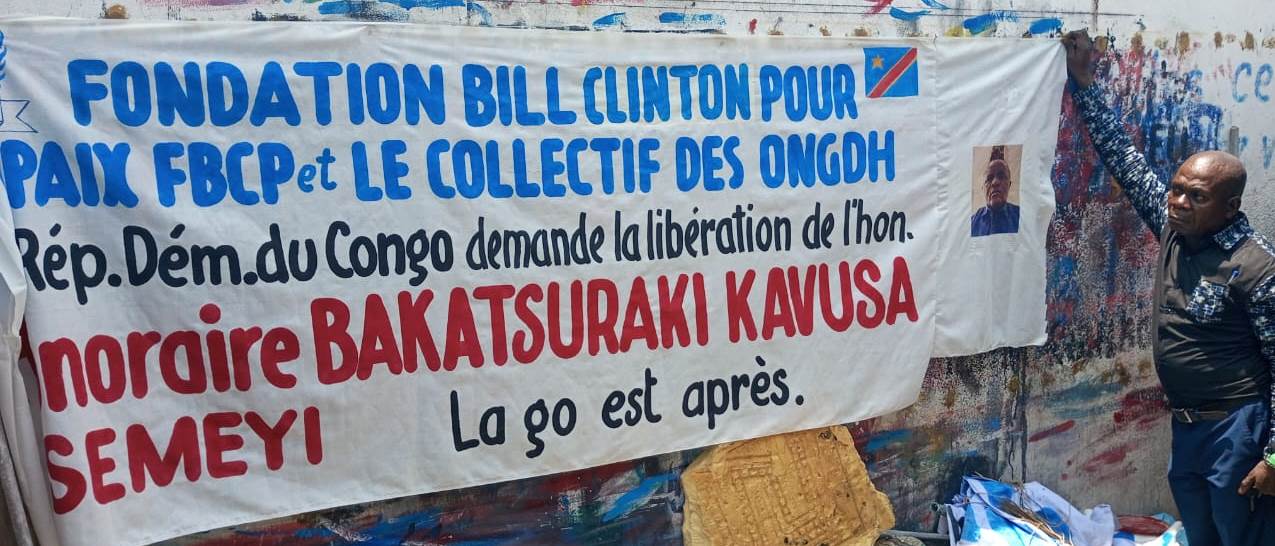 FONDATION BILL CLINTON POUR
PAIX FBCP et LE COLLECTIF DES ONGDH
Rép. Dém. du Congo demande la libération de l'hon.
noraire BAKATSURAKI KAVUSA
SEMEYI
La go est après.